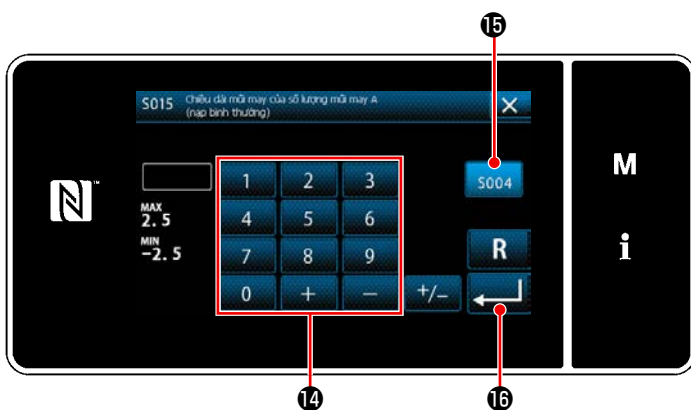 ⓯
S015 Chiều dài mũi may của số lượng mũi may A
(nạp bình thường)
X
1 2 3 S004
MAX
2. 5
4 5 6
MIN
−2. 5
7 8 9 R
0 + − +/−
M
i
N™
⓮ ⓰